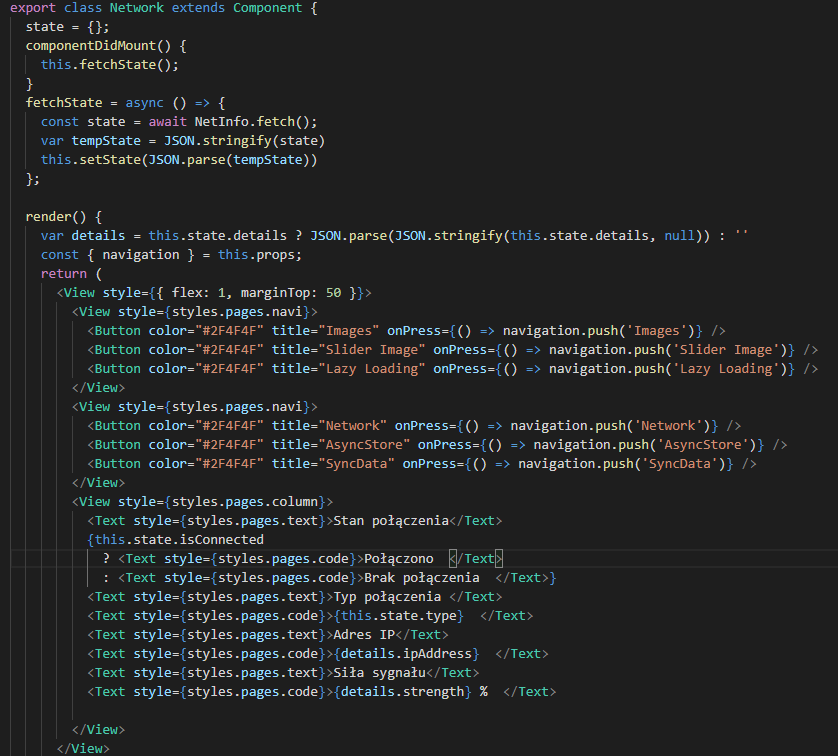 export class Network extends Component {
state = {};
componentDidMount() {
this.fetchState();
}
fetchState = async () => {
const state = await NetInfo.fetch();
var tempState = JSON.stringify(state)
this.setState(JSON.parse(tempState))
};
render() {
var details = this.state.details ? JSON.parse(JSON.stringify(this.state.details, null)) : ''
const { navigation } = this.props;
return (
<View style={{ flex: 1, marginTop: 50 }}>
<View style={styles.pages.navi}>
<Button color="#2F4F4F" title="Images" onPress={() => navigation.push('Images')} />
<Button color="#2F4F4F" title="Slider Image" onPress={() => navigation.push('Slider Image')} />
<Button color="#2F4F4F" title="Lazy Loading" onPress={() => navigation.push('Lazy Loading')} />
</View>
<View style={styles.pages.navi}>
<Button color="#2F4F4F" title="Network" onPress={() => navigation.push('Network')} />
<Button color="#2F4F4F" title="AsyncStore" onPress={() => navigation.push('AsyncStore')} />
<Button color="#2F4F4F" title="SyncData" onPress={() => navigation.push('SyncData')} />
</View>
<View style={styles.pages.column}>
<Text style={styles.pages.text}>Stan połączenia</Text>
{this.state.isConnected
? <Text style={styles.pages.code}>Połączono  </Text>
: <Text style={styles.pages.code}>Brak połączenia  </Text>}
<Text style={styles.pages.text}>Typ połączenia </Text>
<Text style={styles.pages.code}>{this.state.type}  </Text>
<Text style={styles.pages.text}>Adres IP</Text>
<Text style={styles.pages.code}>{details.ipAddress}  </Text>
<Text style={styles.pages.text}>Siła sygnału</Text>
<Text style={styles.pages.code}>{details.strength} %  </Text>
</View>
</View>